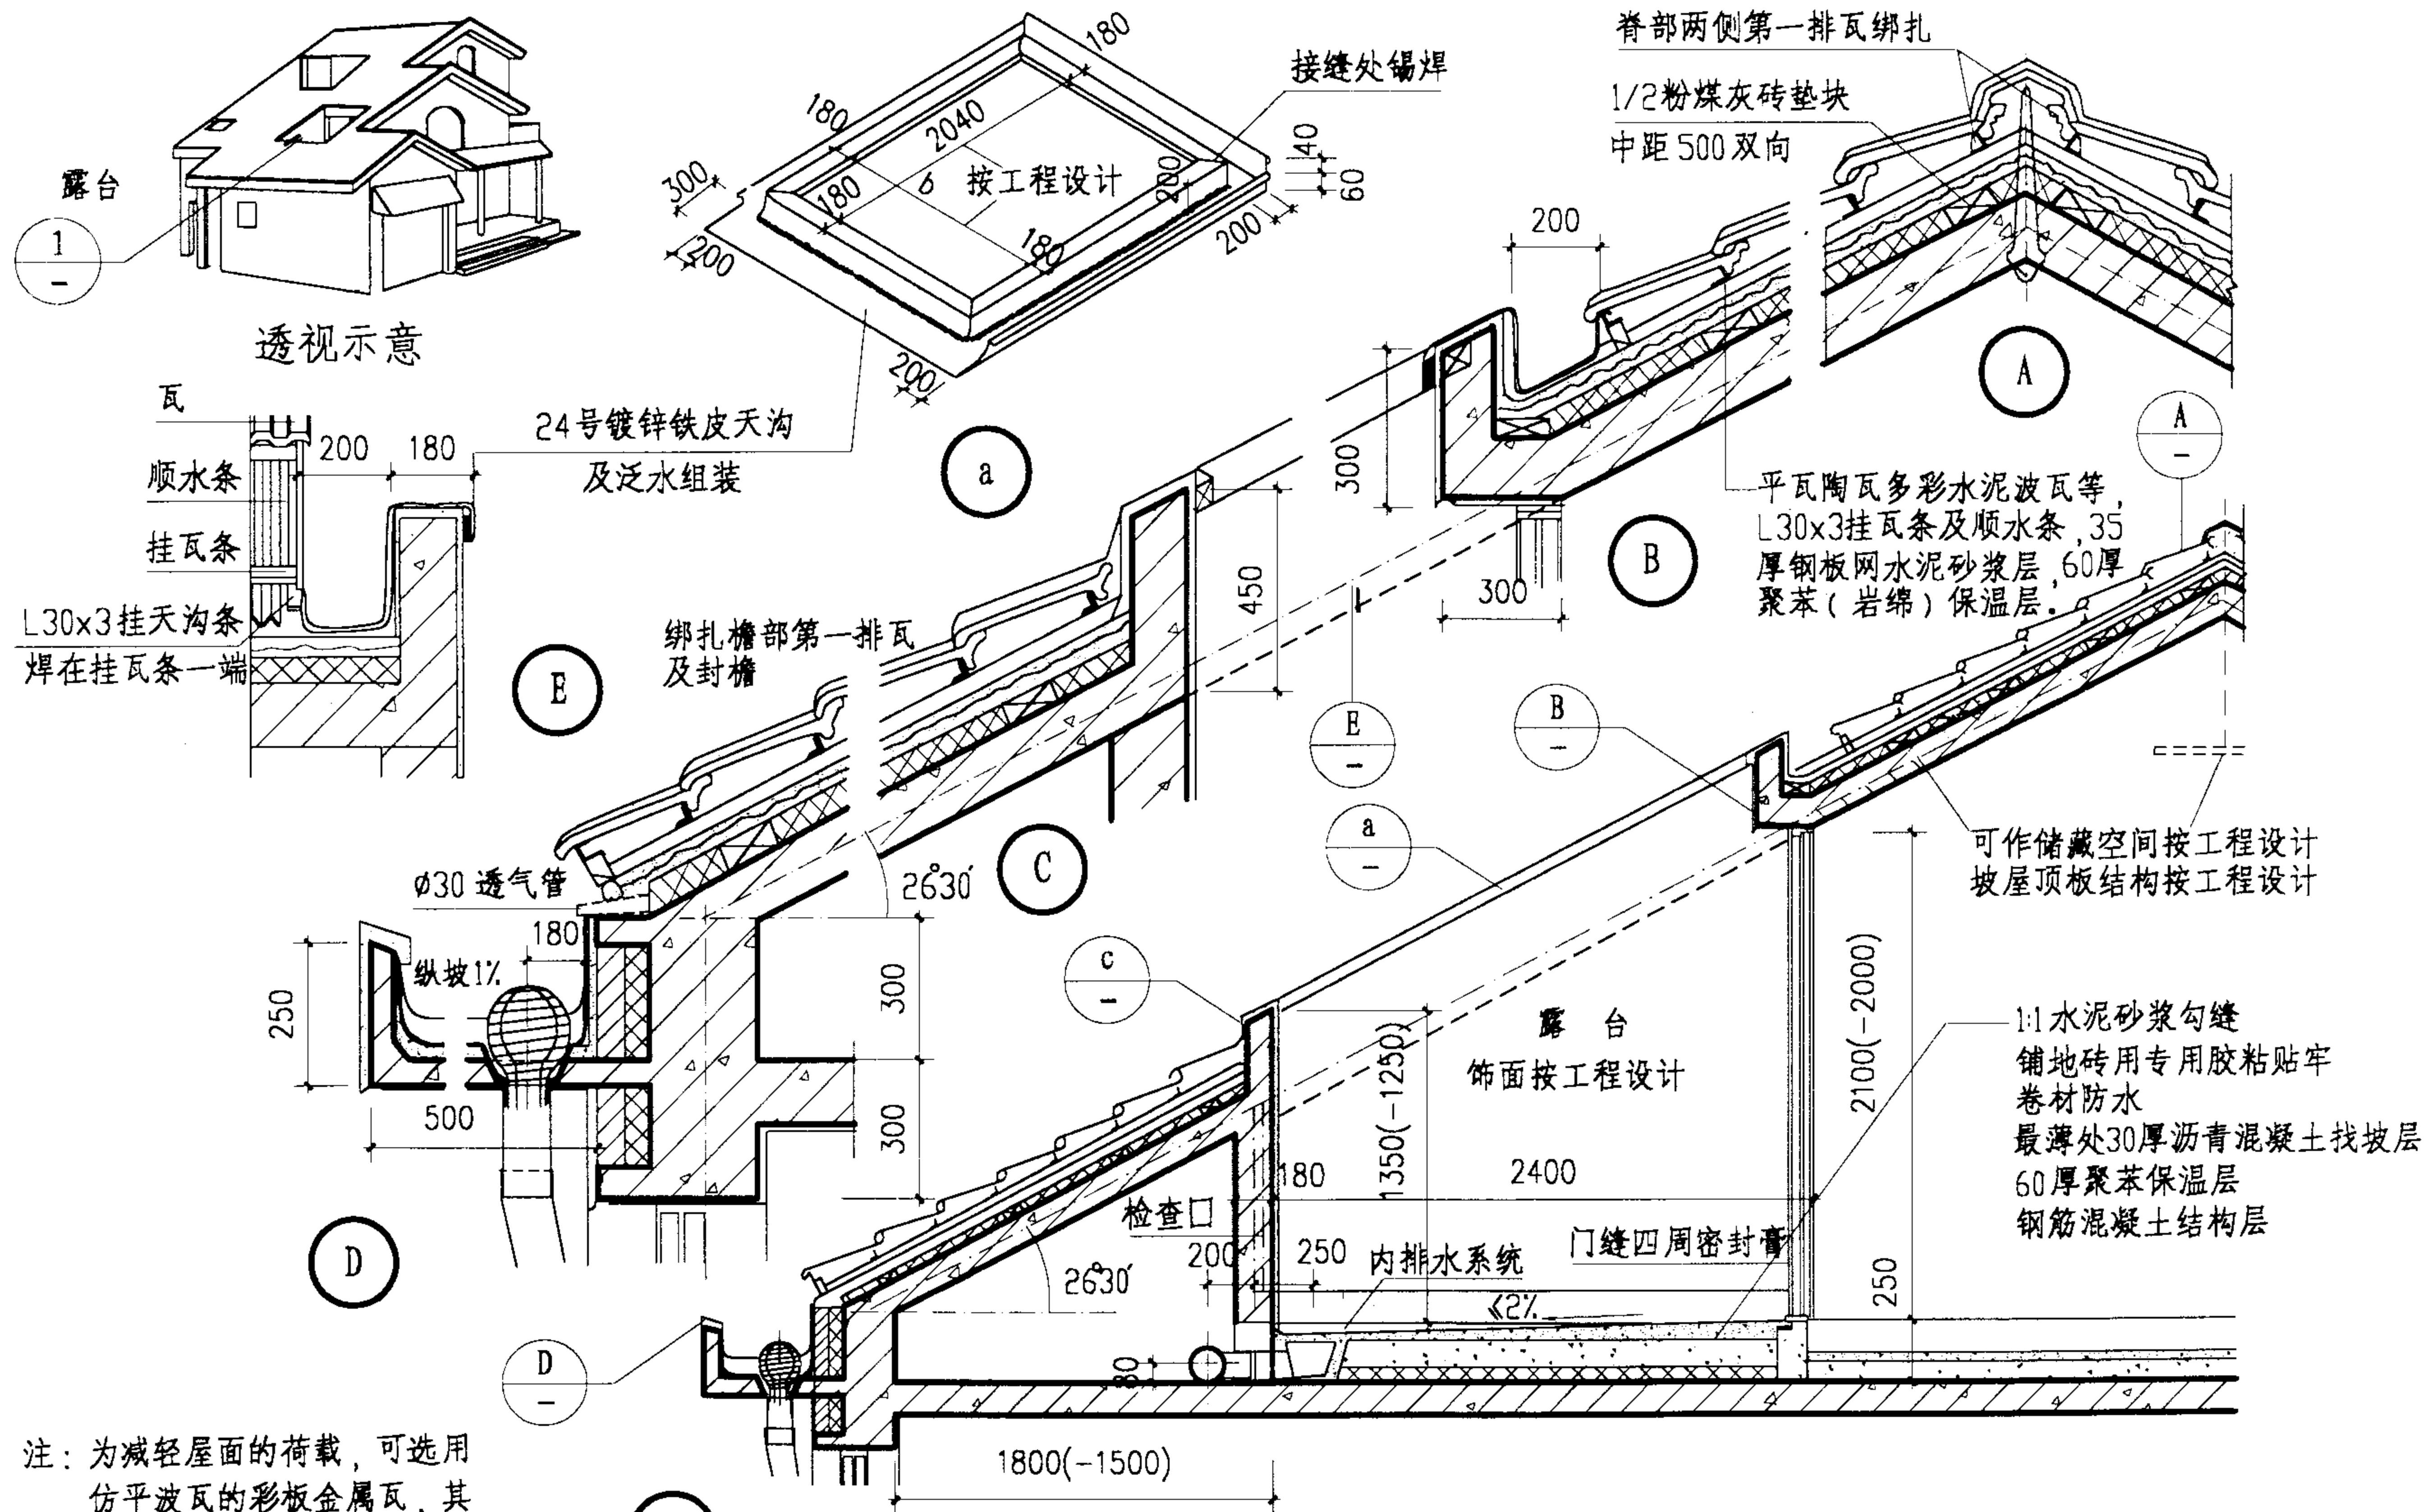 露台
1
-
透视示意
180
180
2040
接缝处锡焊
300
180
6
按工程设计
200
40
60
180
200
200
200
24号镀锌铁皮天沟
及泛水组装
a
脊部两侧第一排瓦绑扎
1/2粉煤灰砖垫块
中距500双向
200
A
300
300
B
平瓦陶瓦多彩水泥波瓦等,
L30x3挂瓦条及顺水条,35
厚钢板网水泥砂浆层,60厚
聚苯(岩绵)保温层.
A
-
瓦
200
180
顺水条
挂瓦条
L30x3挂天沟条
焊在挂瓦条一端
E
绑扎檐部第一排瓦
及封檐
450
E
-
B
-
a
-
C
26°30′
可作储藏空间按工程设计
坡屋顶板结构按工程设计
ø30透气管
180
250
纵坡1%
500
300
300
D
c
-
1350(-1250)
露台
饰面按工程设计
2100(-2000)
1:1水泥砂浆勾缝
铺地砖用专用胶粘贴牢
卷材防水
最薄处30厚沥青混凝土找坡层
60厚聚苯保温层
钢筋混凝土结构层
180
2400
检查口
200
250
内排水系统
门缝四周密封膏
250
≤2%
26°30′
80
D
-
1800(-1500)
注:为减轻屋面的荷载,可选用
仿平波瓦的彩板金属瓦,其